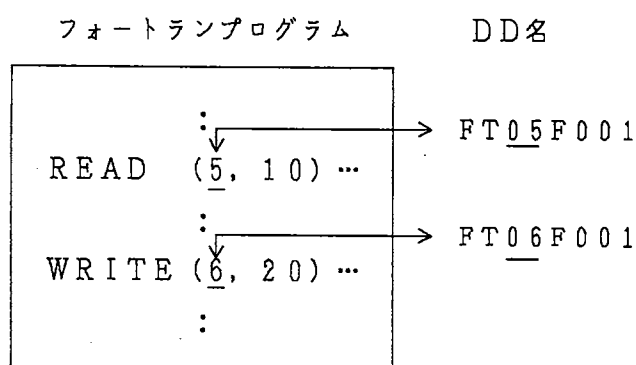 フォートランプログラム DD名
:
FT05F001
READ (5, 10) …
:
FT06F001
WRITE (6, 20) …
: